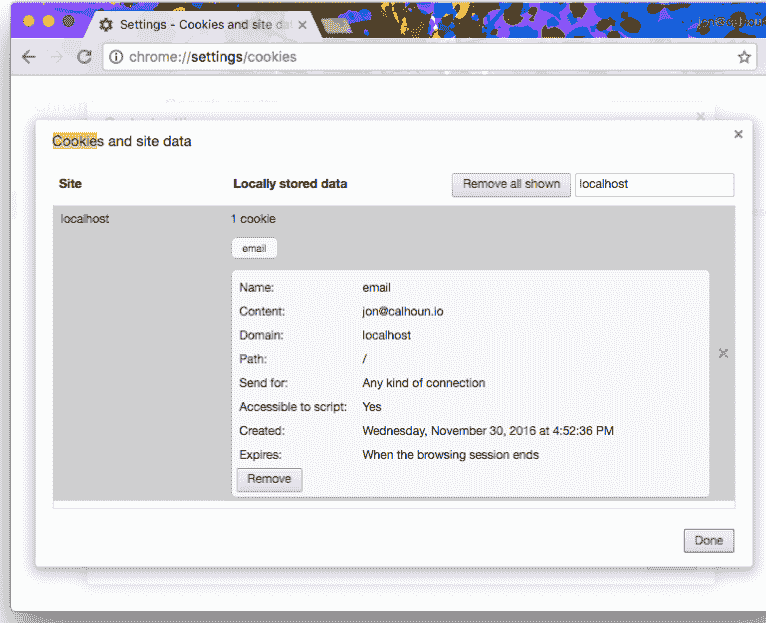 Settings - Cookies and site da
chrome://settings/cookies
Cookies and site data
Site Locally stored data Remove all shown localhost
localhost 1 cookie
email
Name: email
Content: jon@calhoun.io
Domain: localhost
Path: /
Send for: Any kind of connection
Accessible to script: Yes
Created: Wednesday, November 30, 2016 at 4:52:36 PM
Expires: When the browsing session ends
Remove
Done